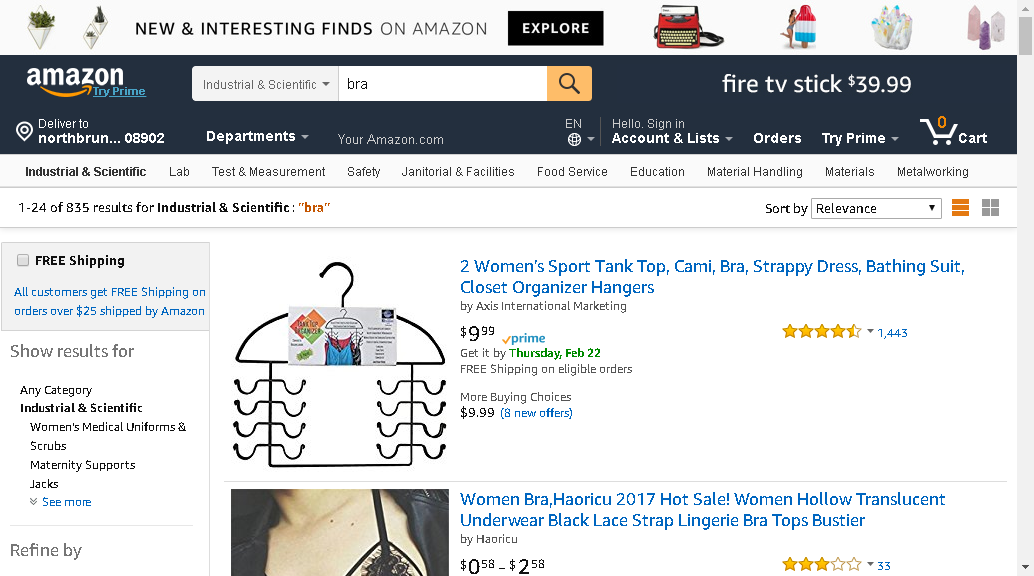 NEW & INTERESTING FINDS ON AMAZON EXPLORE
amazon
Try Prime
Industrial & Scientific bra
fire tv stick $39.99
Deliver to
northbrun... 08902
Departments
Your Amazon.com
EN
Hello. Sign in
Account & Lists
Orders
Try Prime
0
Cart
Industrial & Scientific Lab Test & Measurement Safety Janitorial & Facilities Food Service Education Material Handling Materials Metalworking
1-24 of 835 results for Industrial & Scientific : "bra"
Sort by Relevance
FREE Shipping
All customers get FREE Shipping on
orders over $25 shipped by Amazon
Show results for
Any Category
Industrial & Scientific
Women's Medical Uniforms &
Scrubs
Maternity Supports
Jacks
See more
Refine by
TANK TOP
ORGANIZER
2 Women's Sport Tank Top, Cami, Bra, Strappy Dress, Bathing Suit,
Closet Organizer Hangers
by Axis International Marketing
$9 99 prime
Get it by Thursday, Feb 22
FREE Shipping on eligible orders
More Buying Choices
$9.99 (8 new offers)
1,443
Women Bra,Haoricu 2017 Hot Sale! Women Hollow Translucent
Underwear Black Lace Strap Lingerie Bra Tops Bustier
by Haoricu
$0 58 - $2 58
33